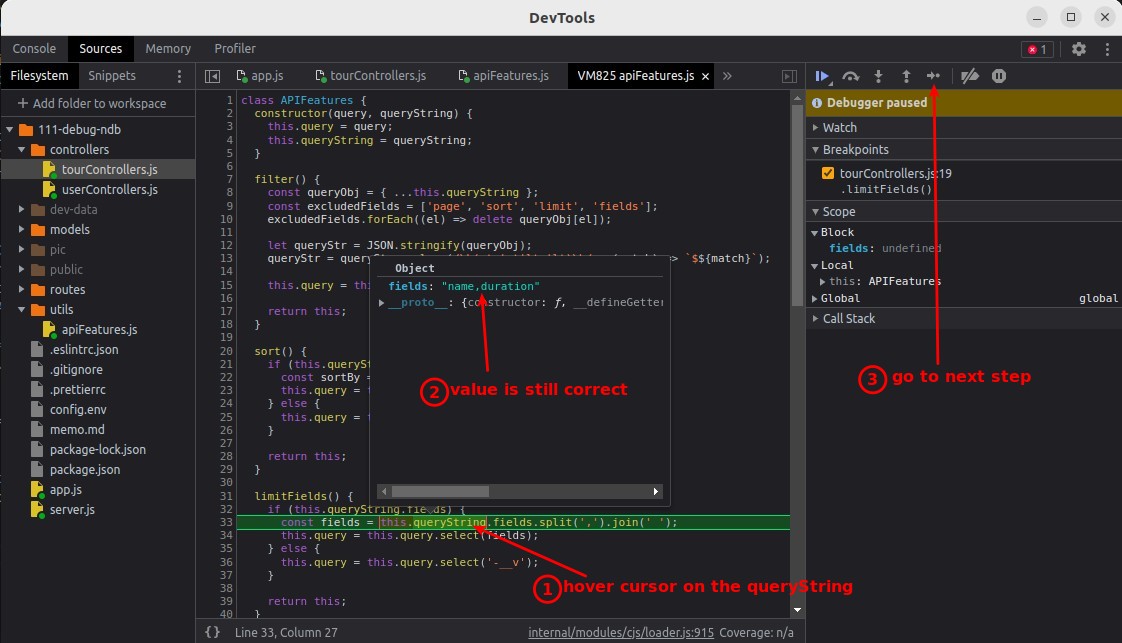 DevTools
Console Sources Memory Profiler 1
Filesystem Snippets
app.js tourControllers.js apiFeatures.js VM825 apiFeatures.js × »
+ Add folder to workspace
111-debug-ndb
controllers
tourControllers.js
userControllers.js
dev-data
models
pic
public
routes
utils
apiFeatures.js
.eslintrc.json
.gitignore
.prettierrc
config.env
memo.md
package-lock.json
package.json
app.js
server.js
1 class APIFeatures {
2 constructor(query, queryString) {
3 this.query = query;
4 this.queryString = queryString;
5 }
6
7 filter() {
8 const queryObj = { ...this.queryString };
9 const excludedFields = ['page', 'sort', 'limit', 'fields'];
10 excludedFields.forEach((el) => delete queryObj[el]);
11
12 let queryStr = JSON.stringify(queryObj);
13 queryStr = quer => `$${match}`);
14
15 this.query = th
16
17 return this;
18 }
19
20 sort() {
21 if (this.querySt
22 const sortBy =
23 this.query = t
24 } else {
25 this.query = t
26 }
27
28 return this;
29 }
30
31 limitFields() {
32 if (this.queryString.fields) {
33 const fields = this.queryString.fields.split(',').join(' ');
34 this.query = this.query.select(fields);
35 } else {
36 this.query = this.query.select('-__v');
37 }
38
39 return this;
40 }
Object
fields: "name,duration"
__proto__: {constructor: ƒ, __defineGetter
2 value is still correct
1 hover cursor on the queryString
{} Line 33, Column 27
internal/modules/cjs/loader.js:915 Coverage: n/a
Debugger paused
Watch
Breakpoints
tourControllers.js:19
.limitFields()
Scope
Block
fields: undefined
Local
this: APIFeatures
Global global
Call Stack
3 go to next step